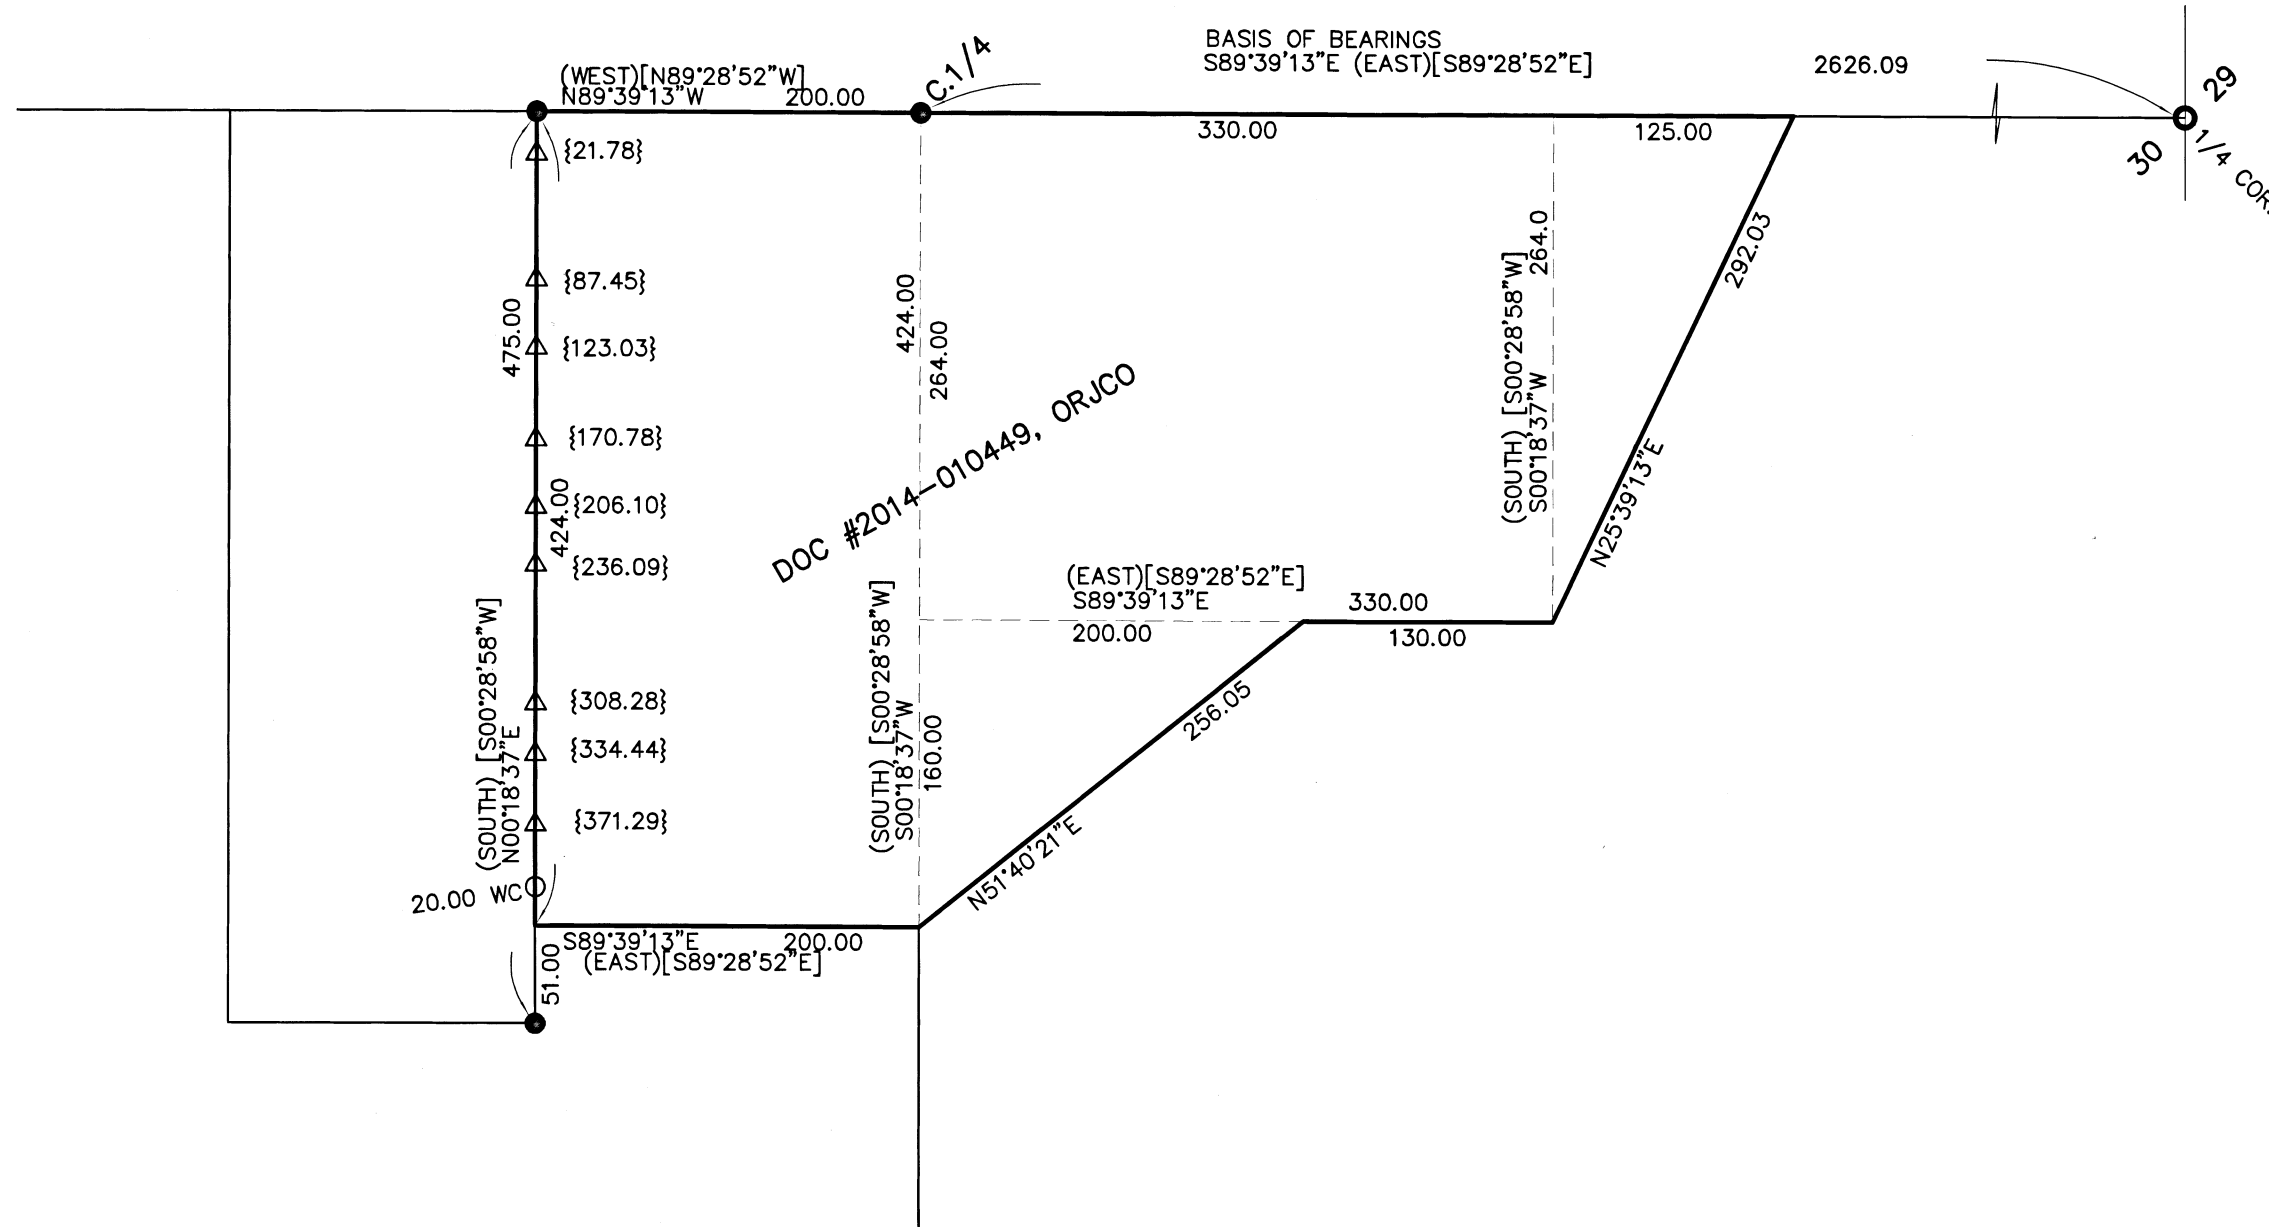 BASIS OF BEARINGS
S89°39'13"E (EAST)[S89°28'52"E]
2626.09
(WEST)[N89°28'52"W]
N89°39'13"W
200.00
C.1/4
29
30
1/4 COR.
330.00
125.00
{21.78}
{87.45}
{123.03}
{170.78}
{206.10}
{236.09}
{308.28}
{334.44}
{371.29}
475.00
424.00
(SOUTH) [S00°28'58"W]
N00°18'37"E
20.00 WC
51.00
424.00
264.00
DOC #2014-010449, ORJCO
(SOUTH) [S00°28'58"W]
S00°18'37"W
160.00
264.0
(SOUTH) [S00°28'58"W]
S00°18'37"W
292.03
N25°39'13"E
(EAST)[S89°28'52"E]
S89°39'13"E
330.00
200.00
130.00
256.05
N51°40'21"E
S89°39'13"E
200.00
(EAST)[S89°28'52"E]